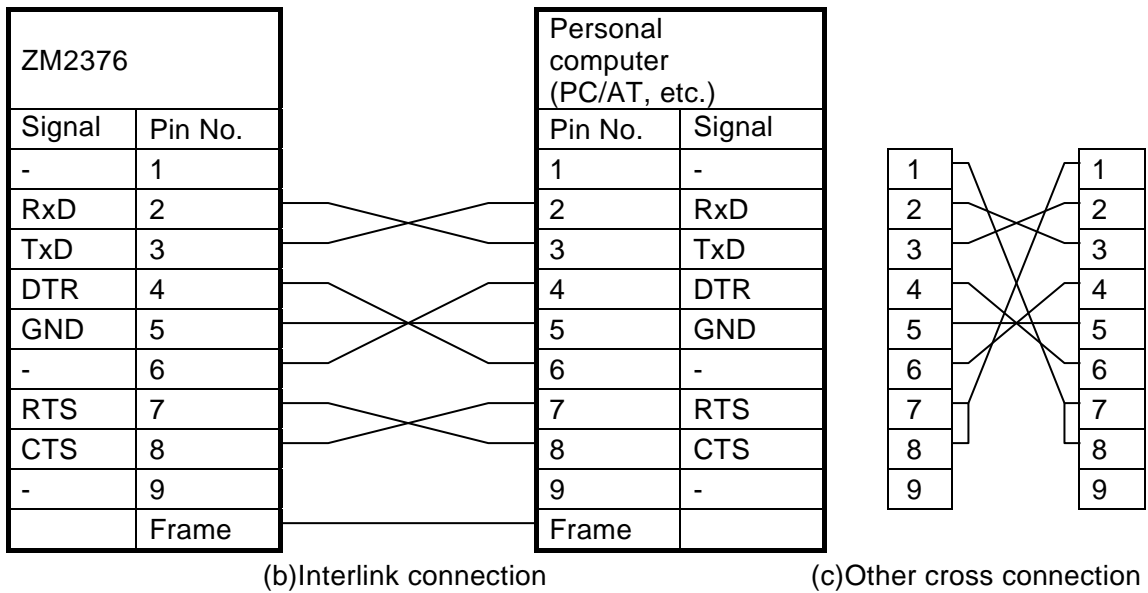 ZM2376
Personal
computer
(PC/AT, etc.)
Signal Pin No. Pin No. Signal
- 1 1 - 1 1
RxD 2 2 RxD 2 2
TxD 3 3 TxD 3 3
DTR 4 4 DTR 4 4
GND 5 5 GND 5 5
- 6 6 - 6 6
RTS 7 7 RTS 7 7
CTS 8 8 CTS 8 8
- 9 9 - 9 9
Frame Frame
(b)Interlink connection (c)Other cross connection